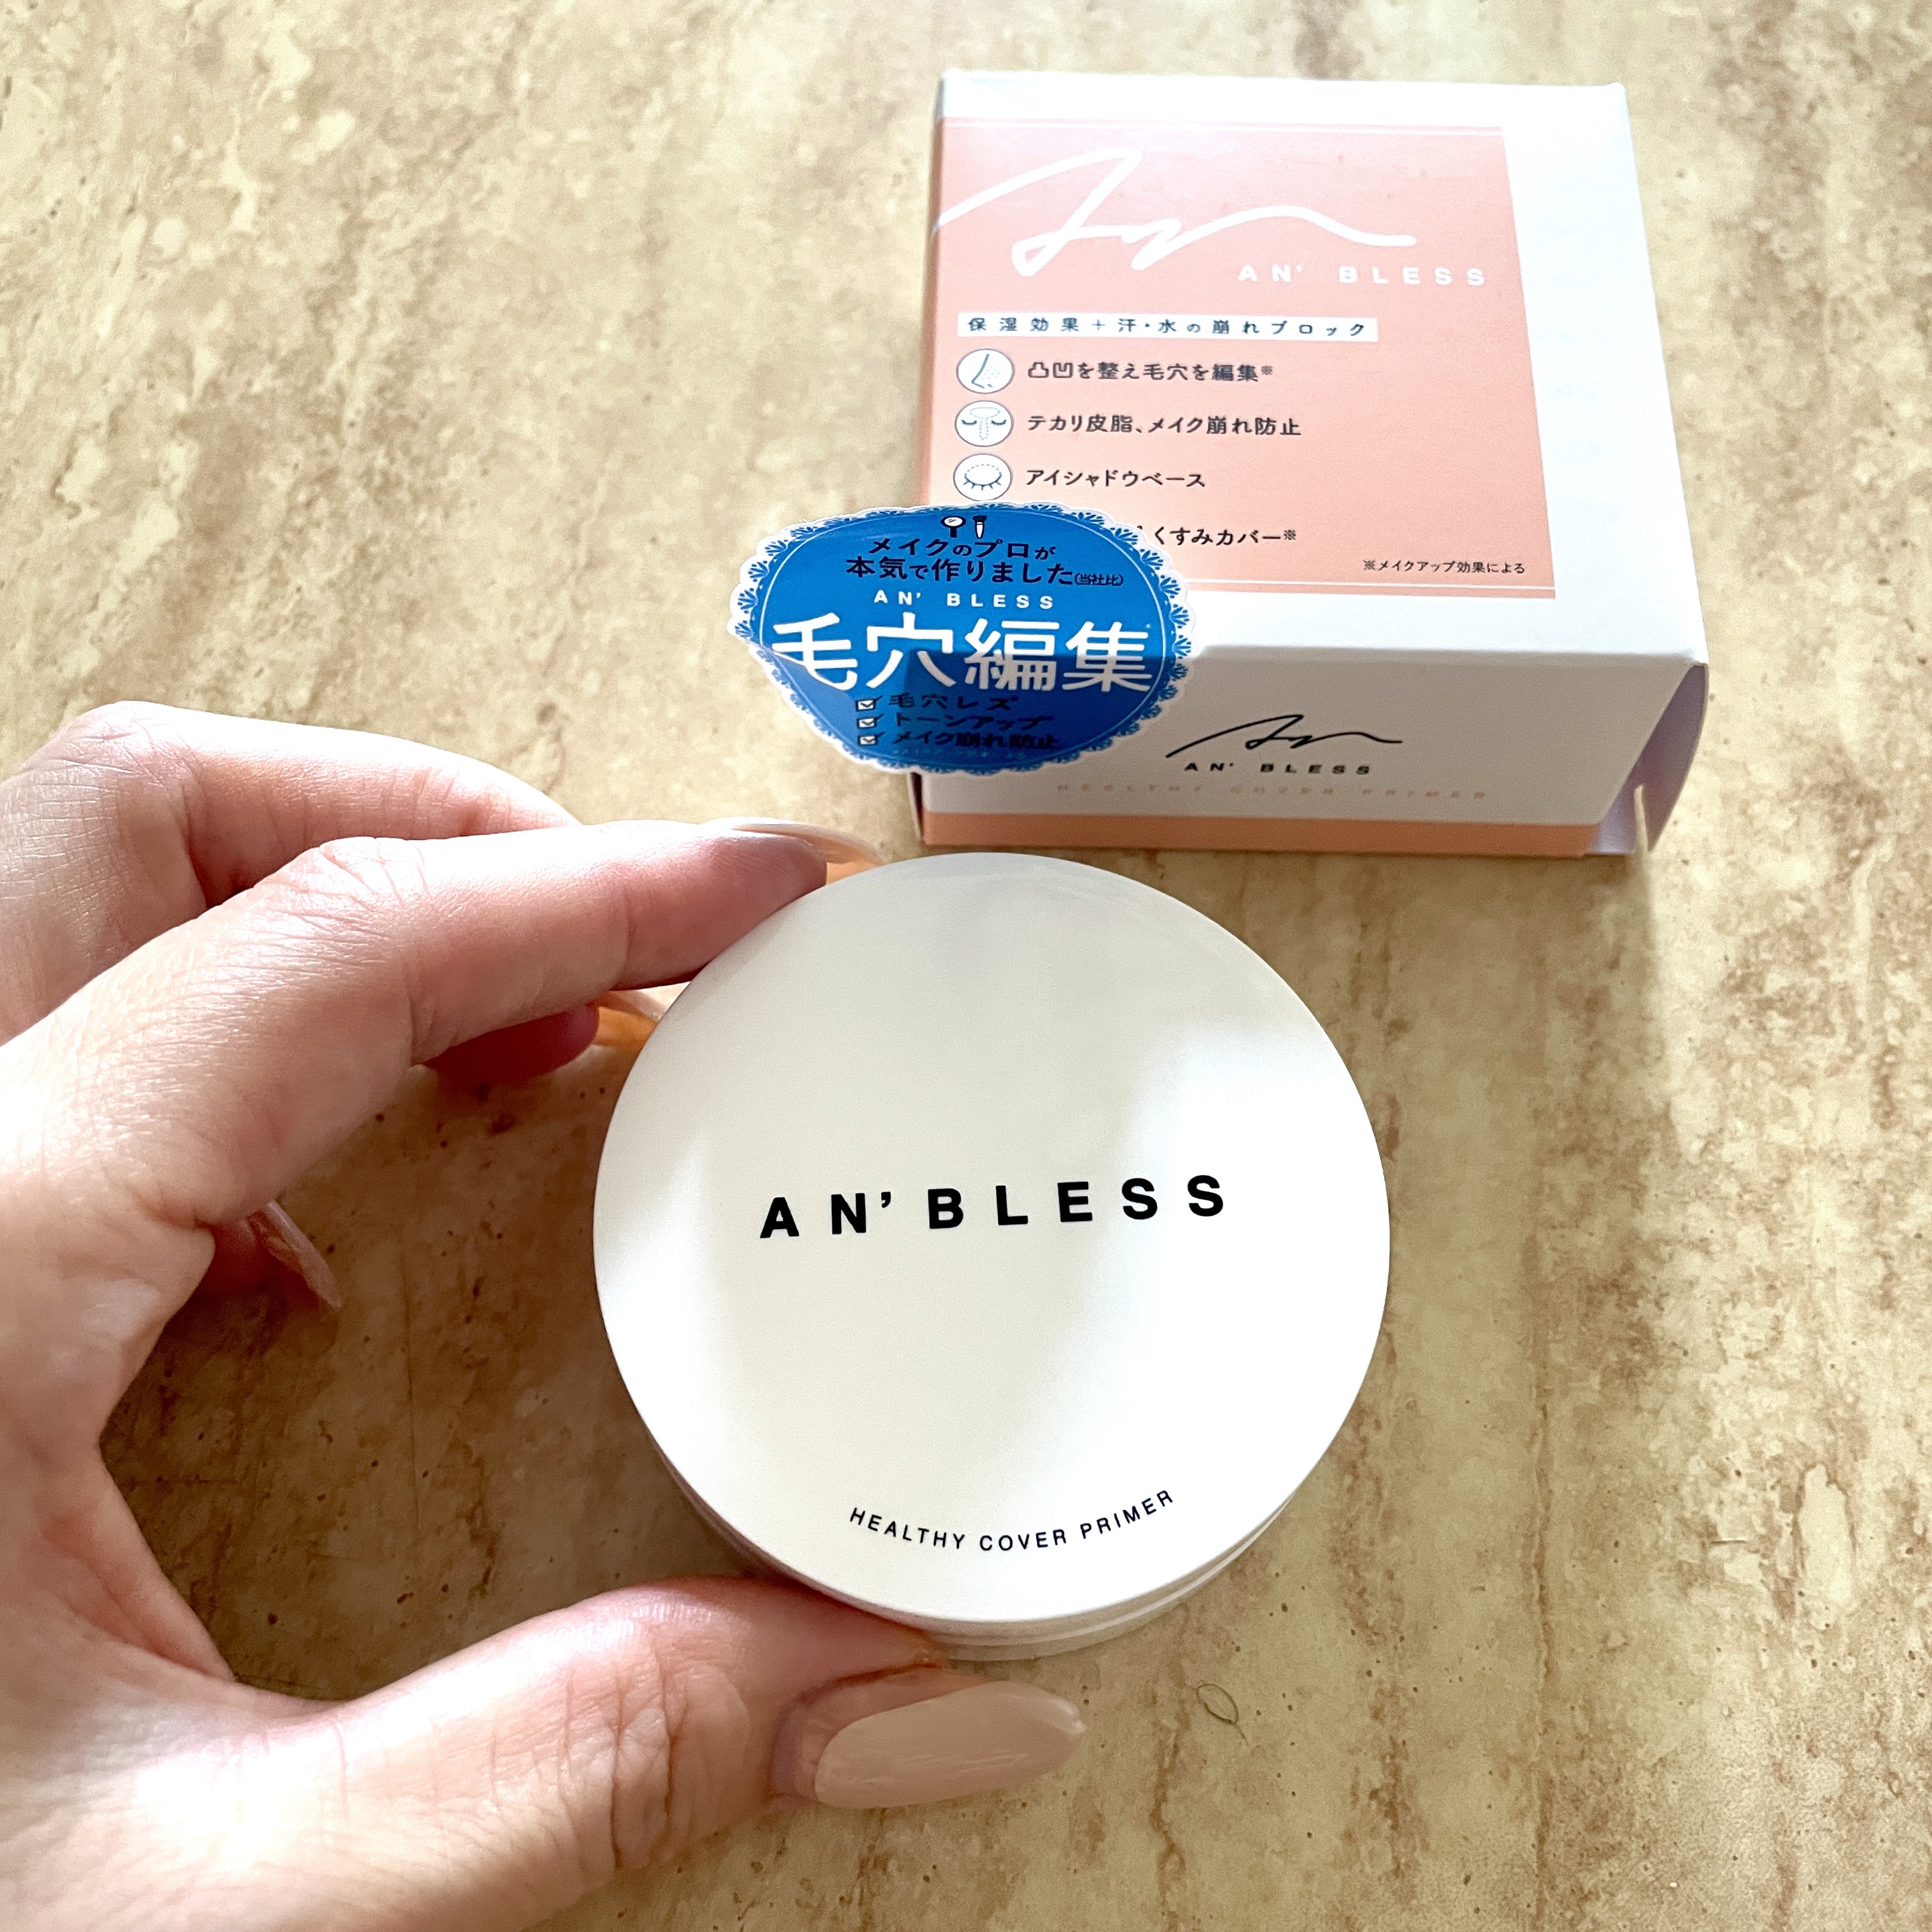 An
AN' BLESS
保湿効果+汗・水の崩れブロック
凸凹を整え毛穴を編集※
テカリ皮脂、メイク崩れ防止
アイシャドウベース
くすみカバー※
※メイクアップ効果による
メイクのプロが
本気で作りました(当社比)
AN' BLESS
毛穴編集※
毛穴レス
トーンアップ
メイク崩れ防止
An
AN' BLESS
HEALTHY COVER PRIMER
AN' BLESS
HEALTHY COVER PRIMER